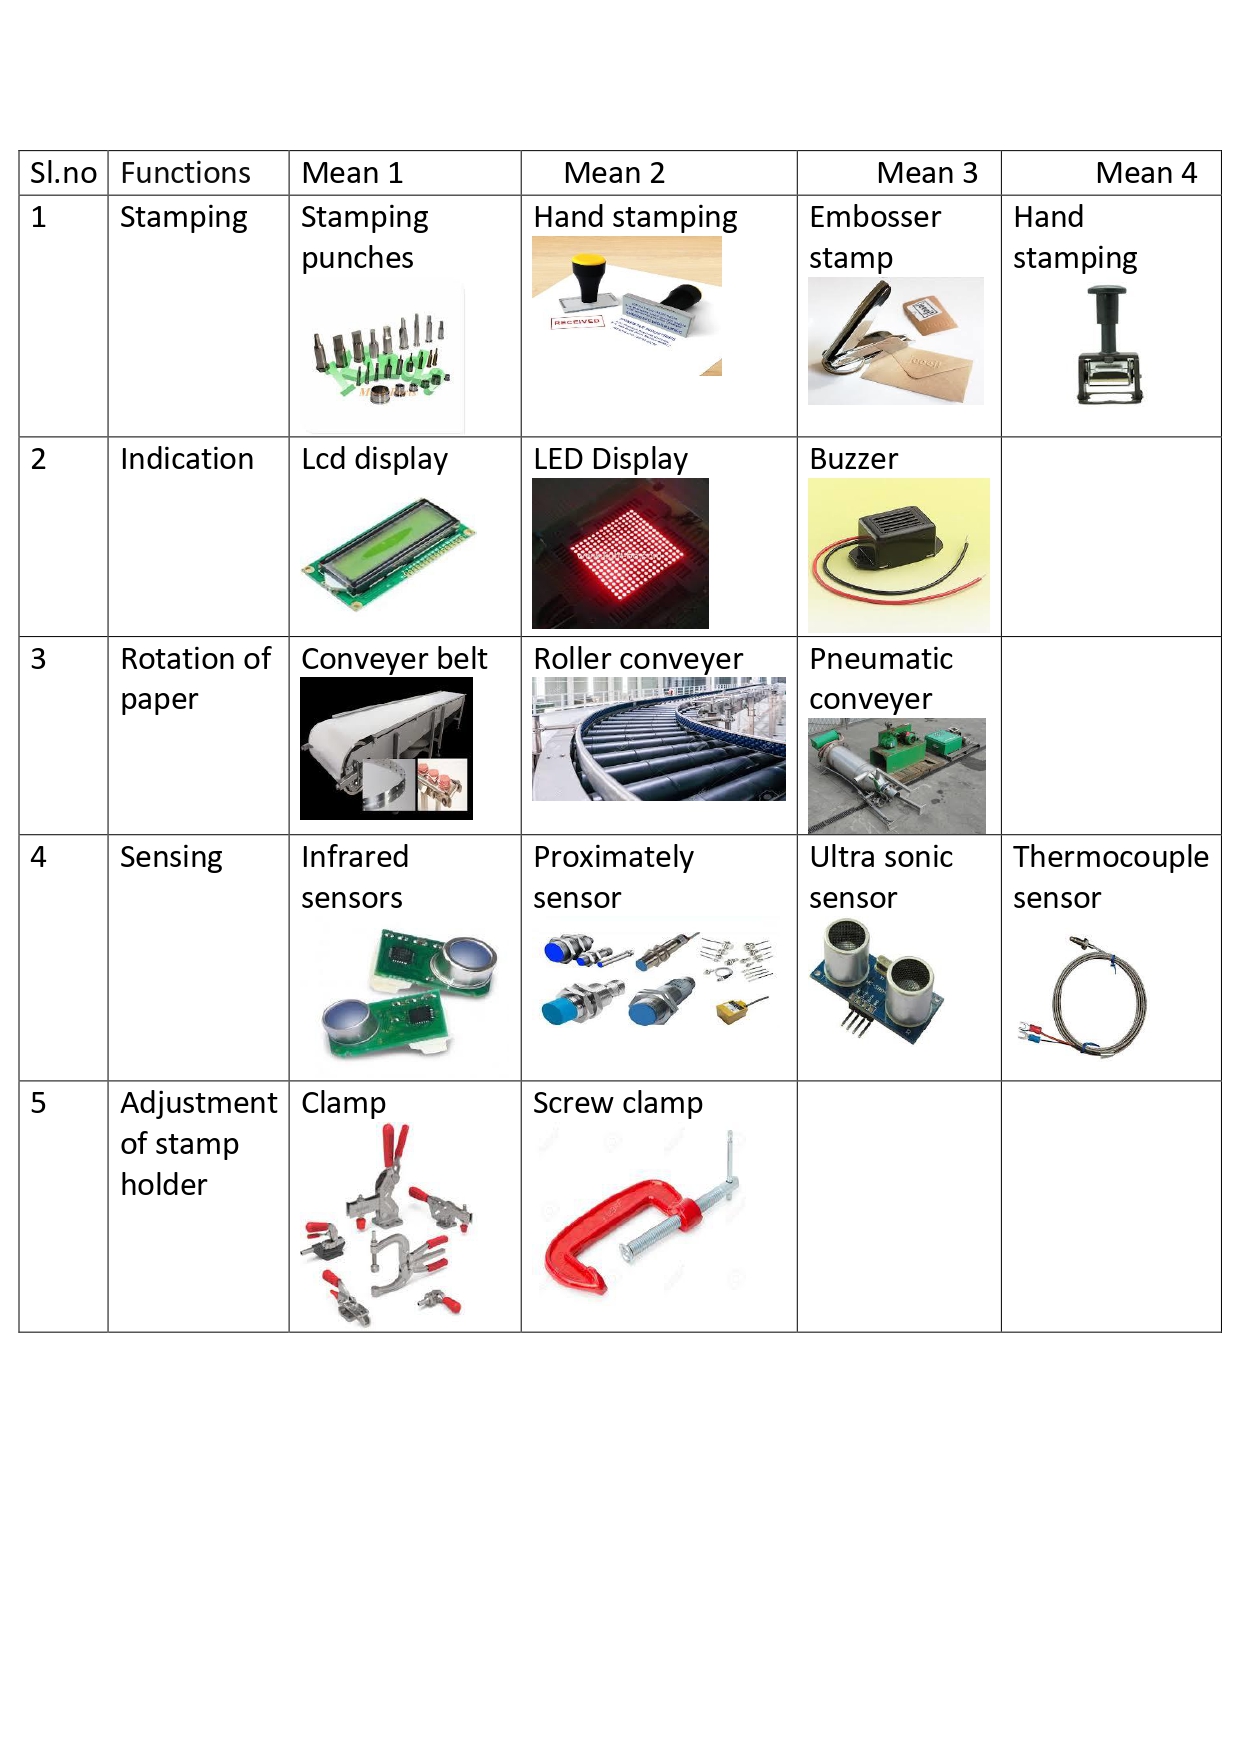 Sl.no Functions Mean 1 Mean 2 Mean 3 Mean 4
1 Stamping Stamping punches Hand stamping Embosser stamp Hand stamping
RECEIVED
2 Indication Lcd display LED Display Buzzer
3 Rotation of paper Conveyer belt Roller conveyer Pneumatic conveyer
4 Sensing Infrared sensors Proximately sensor Ultra sonic sensor Thermocouple sensor
5 Adjustment of stamp holder Clamp Screw clamp